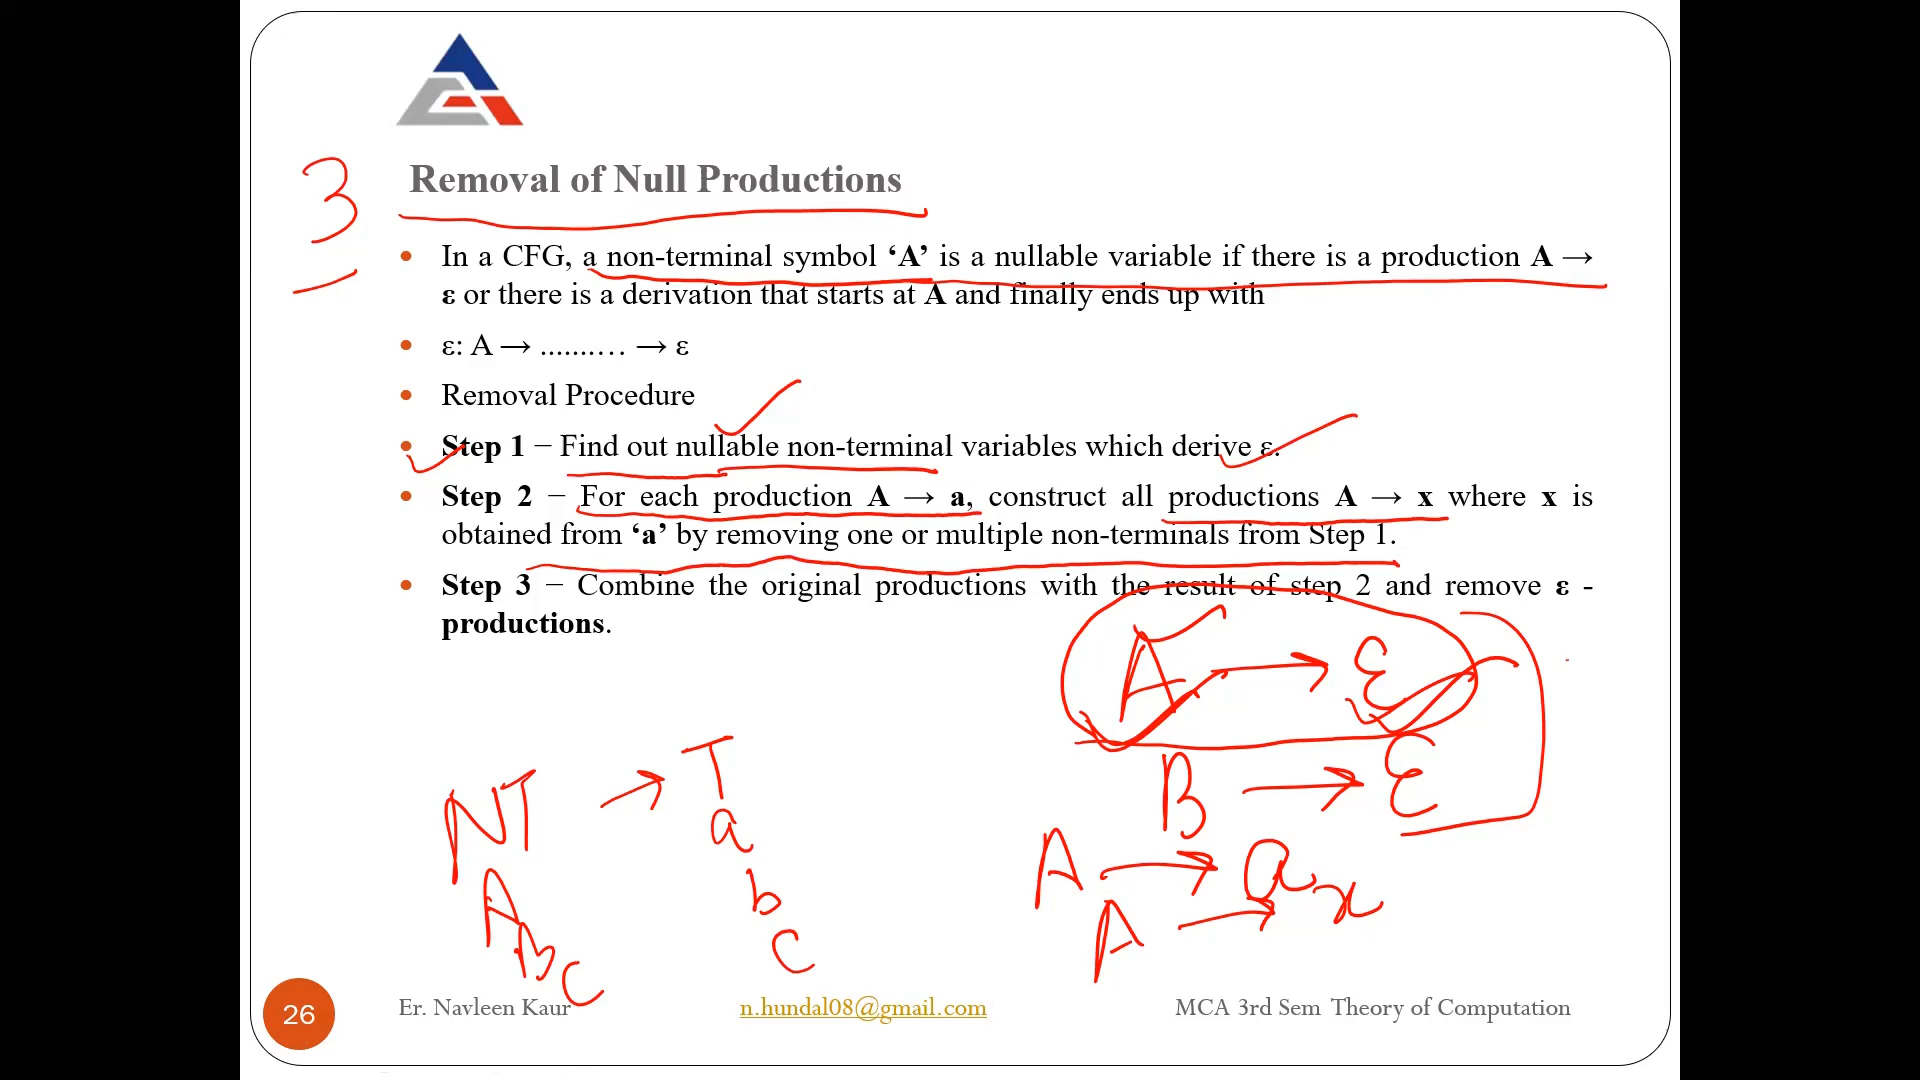 3
Removal of Null Productions
• In a CFG, a non-terminal symbol ‘A’ is a nullable variable if there is a production A →
ε or there is a derivation that starts at A and finally ends up with
• ε: A → .......… → ε
• Removal Procedure
• Step 1 − Find out nullable non-terminal variables which derive ε.
• Step 2 − For each production A → a, construct all productions A → x where x is
obtained from ‘a’ by removing one or multiple non-terminals from Step 1.
• Step 3 − Combine the original productions with the result of step 2 and remove ε -
productions.
A → ε
B → ε
A → a
A → x
NT → T
a
b
c
A
B
C
26
Er. Navleen Kaur
n.hundal08@gmail.com
MCA 3rd Sem Theory of Computation